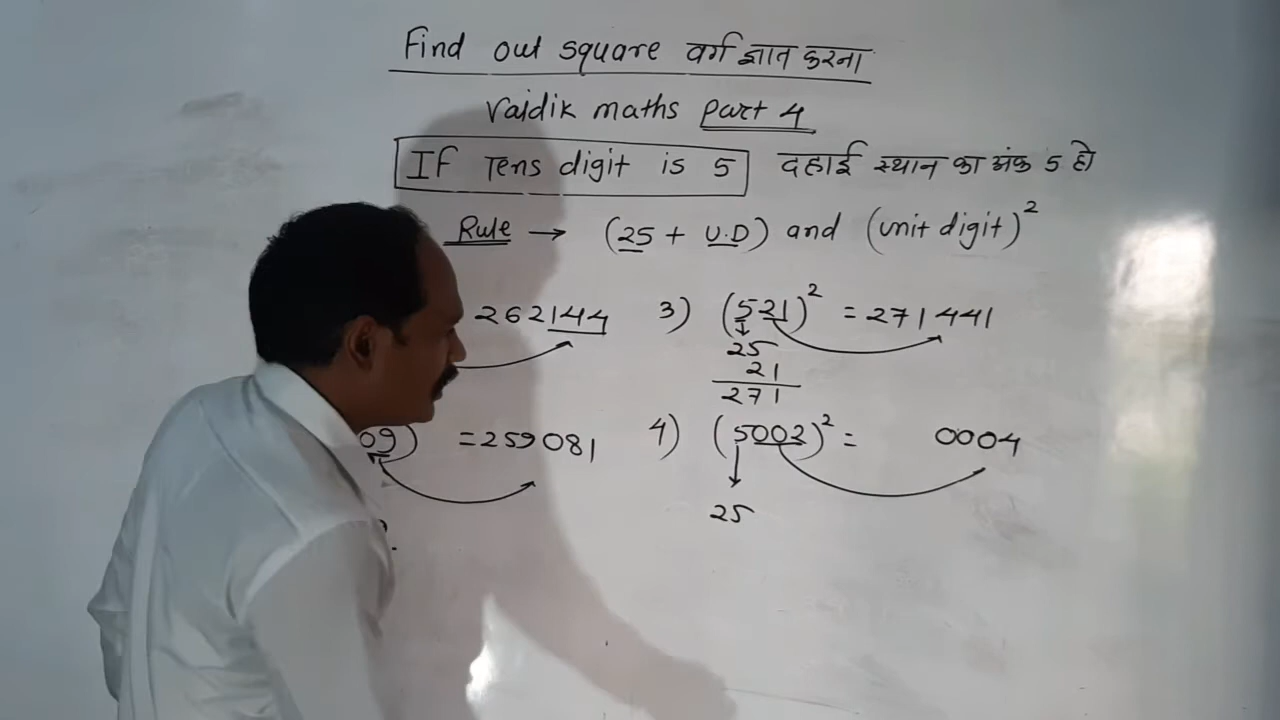 Find out square वर्ग ज्ञात करना
Vaidik maths part 4
If Tens digit is 5 दहाई स्थान का अंक 5 हो
Rule → (25 + U.D) and (unit digit)²
262144 3) (521)² = 271441
25
21
271
09) =259081 4) (5002)² = 0004
25